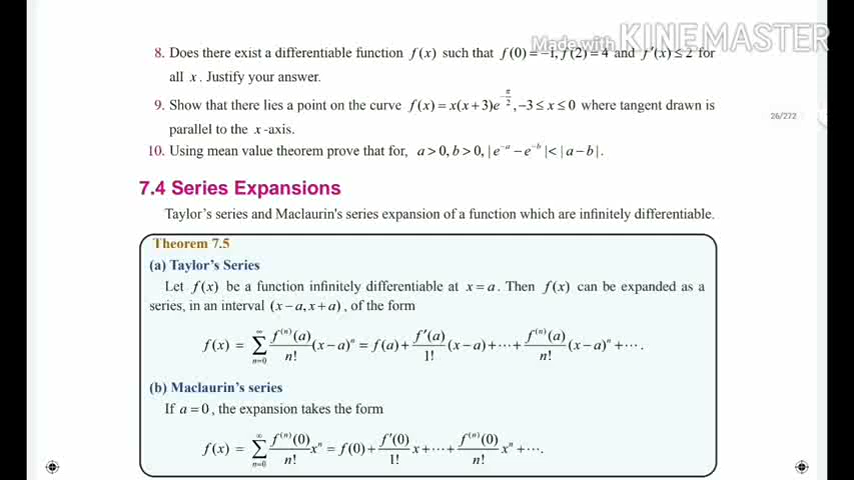 Made with KINEMASTER
8. Does there exist a differentiable function f(x) such that f(0) = −1, f(2) = 4 and f′(x) ≤ 2 for
all x. Justify your answer.
9. Show that there lies a point on the curve f(x) = x(x+3)e^{−π/2}, −3 ≤ x ≤ 0 where tangent drawn is
parallel to the x-axis.
26/272
10. Using mean value theorem prove that for, a > 0, b > 0, |e^{−a} − e^{−b}| < |a − b|.
7.4 Series Expansions
Taylor's series and Maclaurin's series expansion of a function which are infinitely differentiable.
Theorem 7.5
(a) Taylor's Series
Let f(x) be a function infinitely differentiable at x = a. Then f(x) can be expanded as a
series, in an interval (x − a, x + a), of the form
f(x) = ∑_{n=0}^{∞} f^{(n)}(a)/n! (x − a)^n = f(a) + f′(a)/1! (x − a) + ⋯ + f^{(n)}(a)/n! (x − a)^n + ⋯.
(b) Maclaurin's series
If a = 0, the expansion takes the form
f(x) = ∑_{n=0}^{∞} f^{(n)}(0)/n! x^n = f(0) + f′(0)/1! x + ⋯ + f^{(n)}(0)/n! x^n + ⋯.